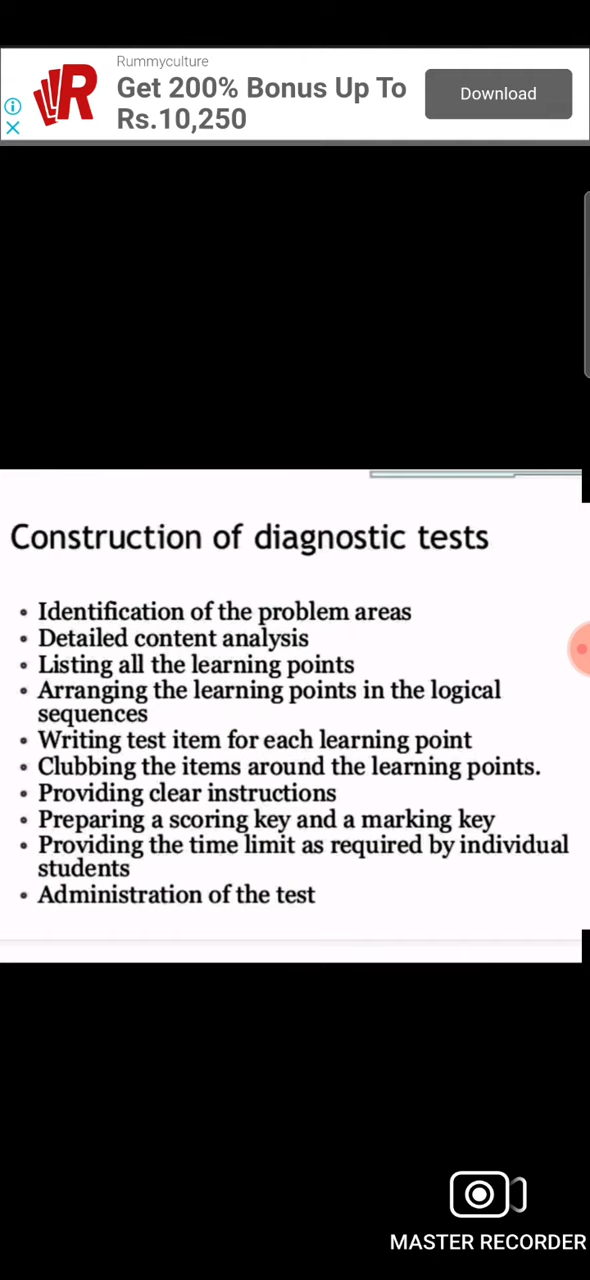 Rummyculture
Get 200% Bonus Up To
Rs.10,250
Download
Construction of diagnostic tests
• Identification of the problem areas
• Detailed content analysis
• Listing all the learning points
• Arranging the learning points in the logical
sequences
• Writing test item for each learning point
• Clubbing the items around the learning points.
• Providing clear instructions
• Preparing a scoring key and a marking key
• Providing the time limit as required by individual
students
• Administration of the test
MASTER RECORDER